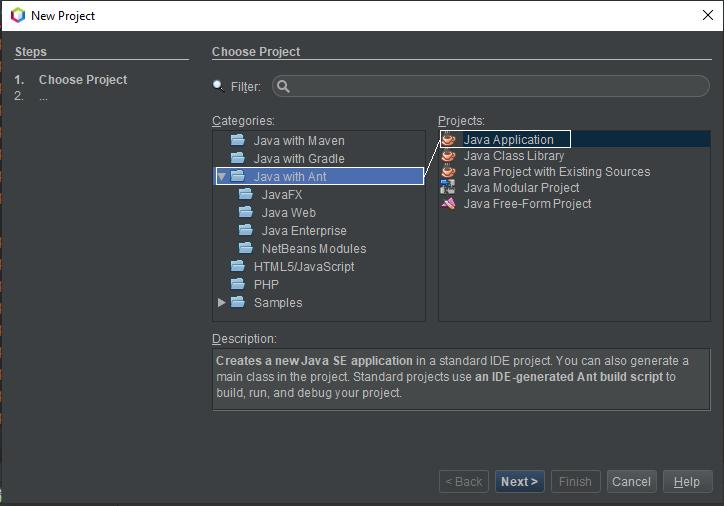 New Project
Steps
1. Choose Project
2. ...
Choose Project
Filter:
Categories:
Java with Maven
Java with Gradle
Java with Ant
JavaFX
Java Web
Java Enterprise
NetBeans Modules
HTML5/JavaScript
PHP
Samples
Projects:
Java Application
Java Class Library
Java Project with Existing Sources
Java Modular Project
Java Free-Form Project
Description:
Creates a new Java SE application in a standard IDE project. You can also generate a
main class in the project. Standard projects use an IDE-generated Ant build script to
build, run, and debug your project.
< Back Next > Finish Cancel Help